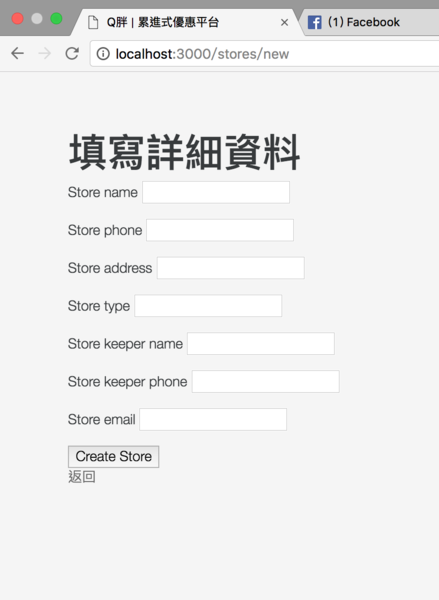 Q胖 | 累進式優惠平台
(1) Facebook
localhost:3000/stores/new
填寫詳細資料
Store name
Store phone
Store address
Store type
Store keeper name
Store keeper phone
Store email
Create Store
返回